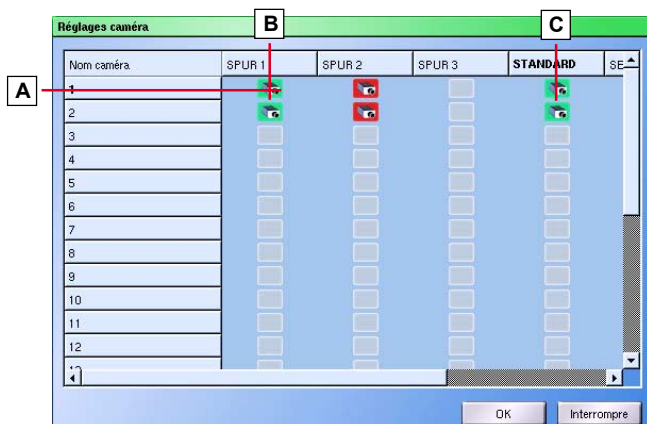 B
C
A
Réglages caméra
Nom caméra SPUR 1 SPUR 2 SPUR 3 STANDARD SE
1
2
3
4
5
6
7
8
9
10
11
12
OK Interrompre